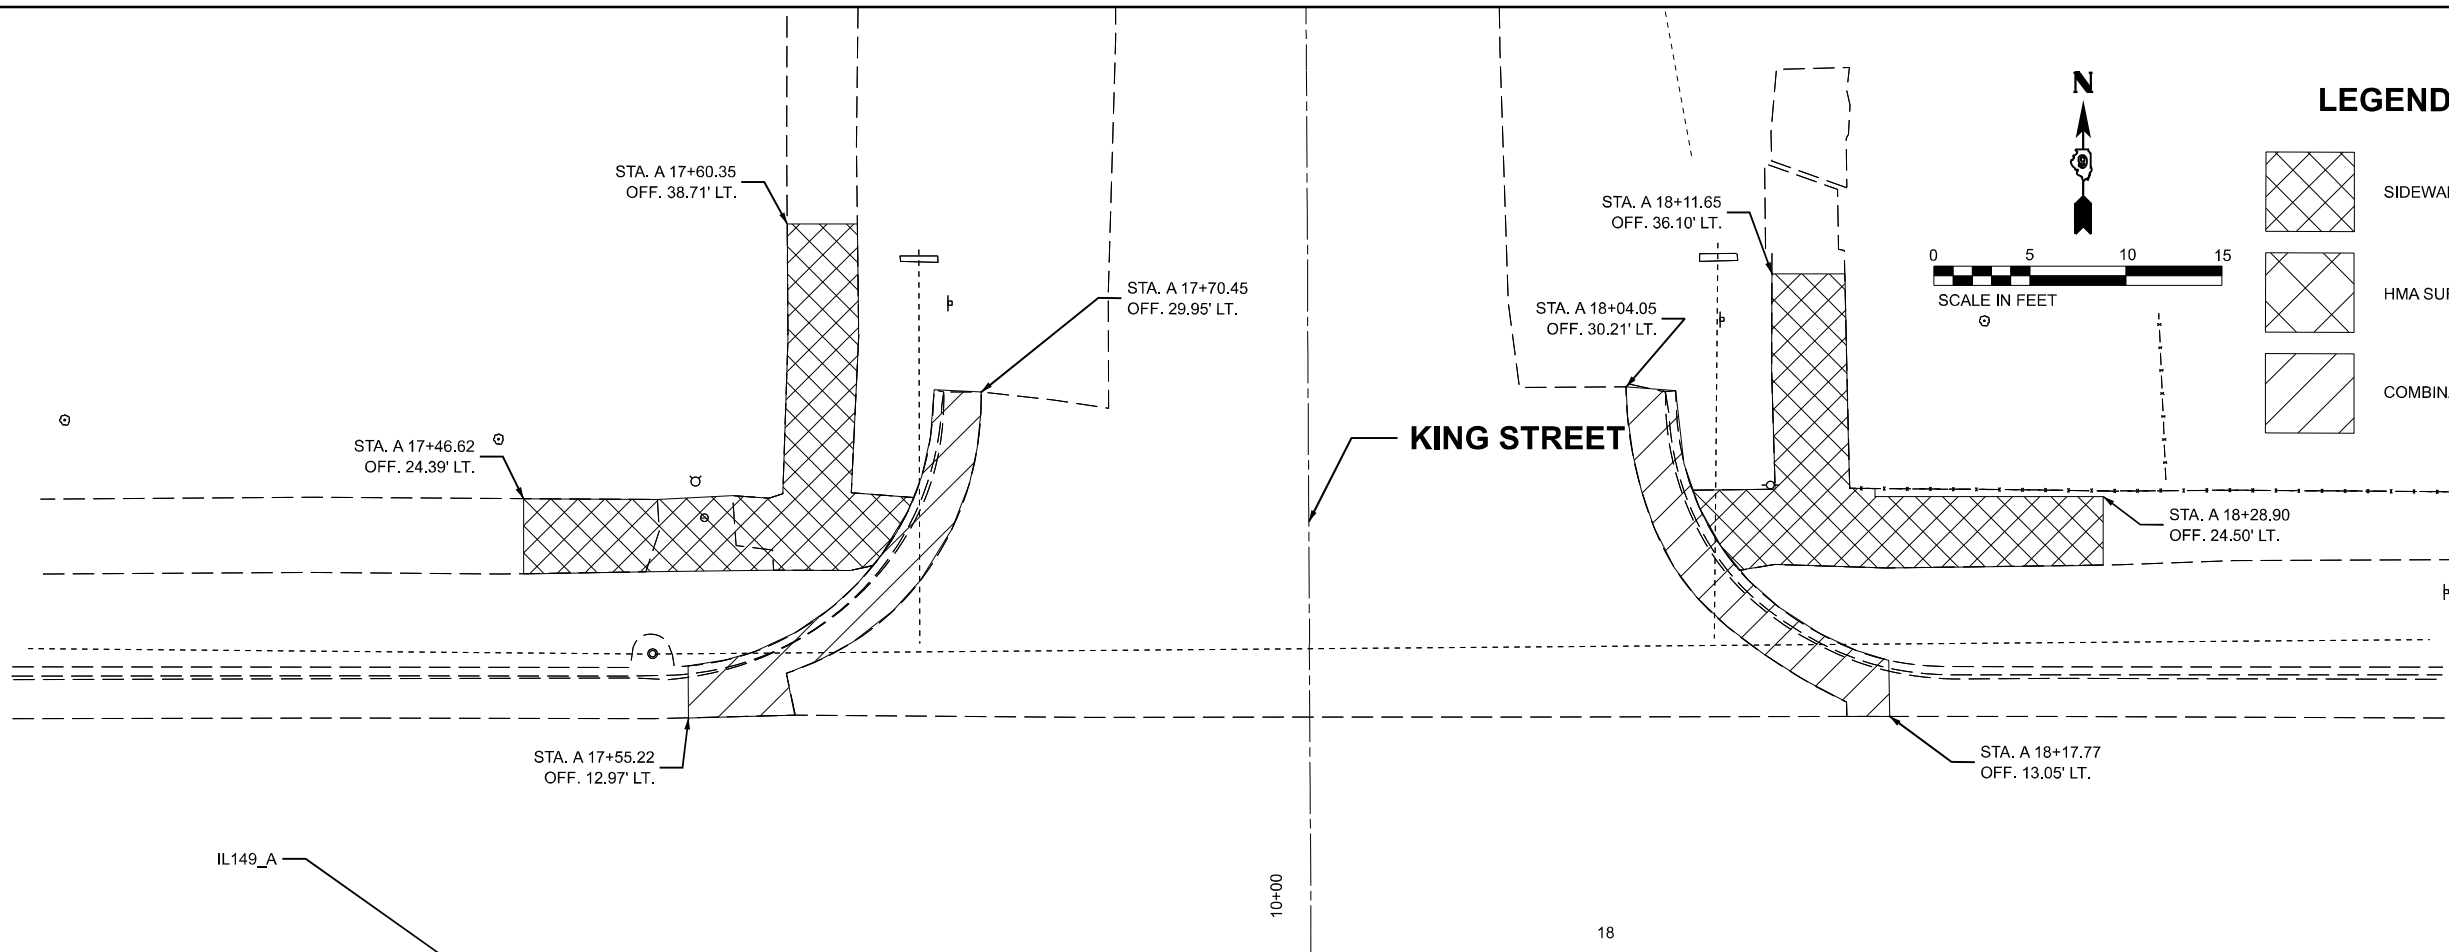 N
LEGEND
STA. A 17+60.35
OFF. 38.71' LT.
SIDEWA
STA. A 18+11.65
OFF. 36.10' LT.
0 5 10 15
SCALE IN FEET
STA. A 17+70.45
OFF. 29.95' LT.
STA. A 18+04.05
OFF. 30.21' LT.
HMA SU
COMBIN
KING STREET
STA. A 17+46.62
OFF. 24.39' LT.
STA. A 18+28.90
OFF. 24.50' LT.
STA. A 17+55.22
OFF. 12.97' LT.
STA. A 18+17.77
OFF. 13.05' LT.
IL149_A
10+00
18